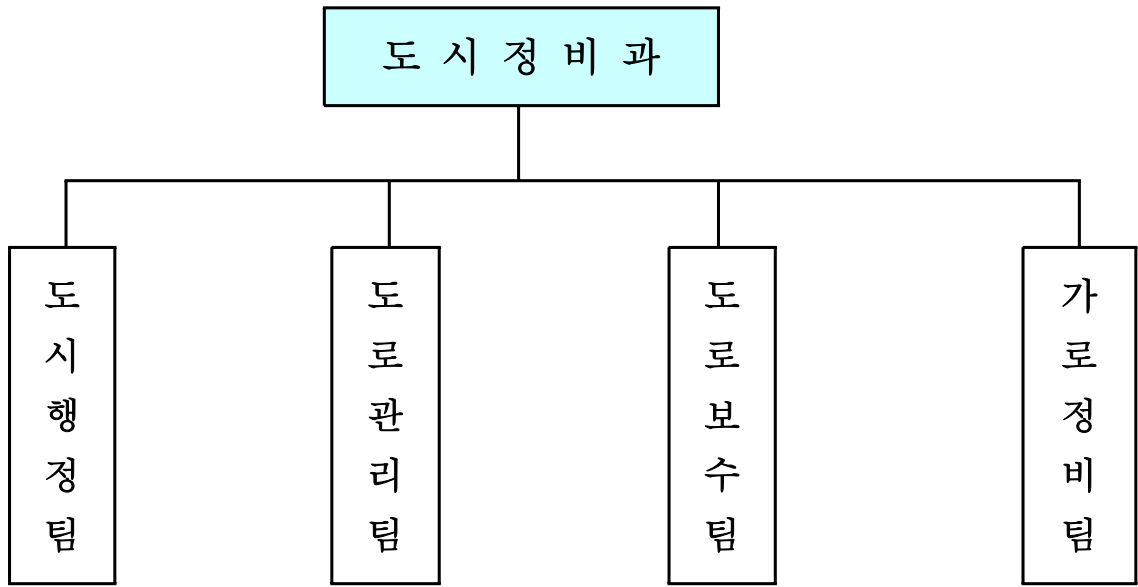 도 시 정 비 과
도시행정팀
도로관리팀
도로보수팀
가로정비팀